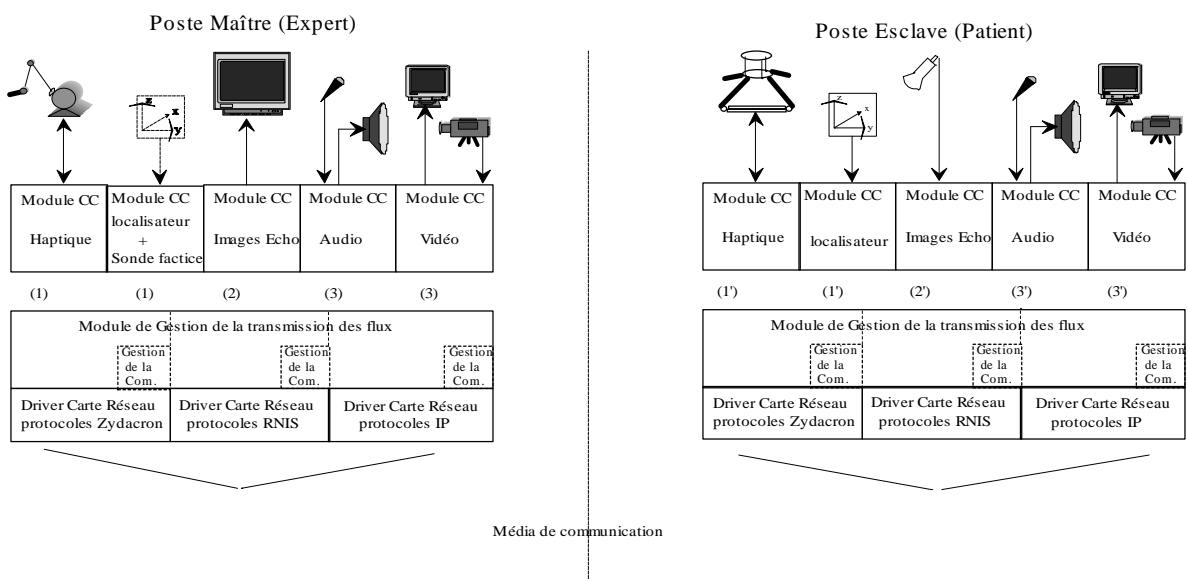 Poste Maître (Expert)
Poste Esclave (Patient)
z
x
y
z
x
y
Module CC
Haptique
Module CC
localisateur
+
Sonde factice
Module CC
Images Echo
Module CC
Audio
Module CC
Vidéo
Module CC
Haptique
Module CC
localisateur
Module CC
Images Echo
Module CC
Audio
Module CC
Vidéo
(1)
(1)
(2)
(3)
(3)
(1')
(1')
(2')
(3')
(3')
Module de Gestion de la transmission des flux
Gestion
de la
Com.
Gestion
de la
Com.
Gestion
de la
Com.
Driver Carte Réseau
protocoles Zydacron
Driver Carte Réseau
protocoles RNIS
Driver Carte Réseau
protocoles IP
Module de Gestion de la transmission des flux
Gestion
de la
Com.
Gestion
de la
Com.
Gestion
de la
Com.
Driver Carte Réseau
protocoles Zydacron
Driver Carte Réseau
protocoles RNIS
Driver Carte Réseau
protocoles IP
Média de communication